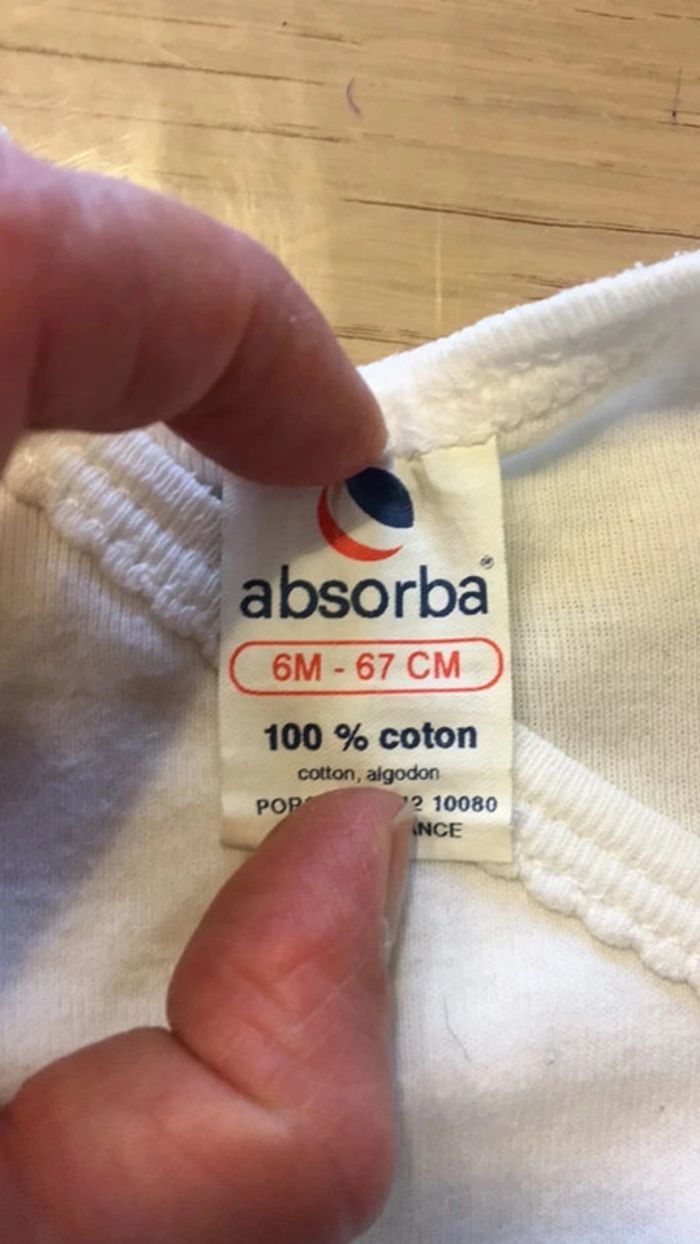 absorba®
6M - 67 CM
100 % coton
cotton, algodon
10080